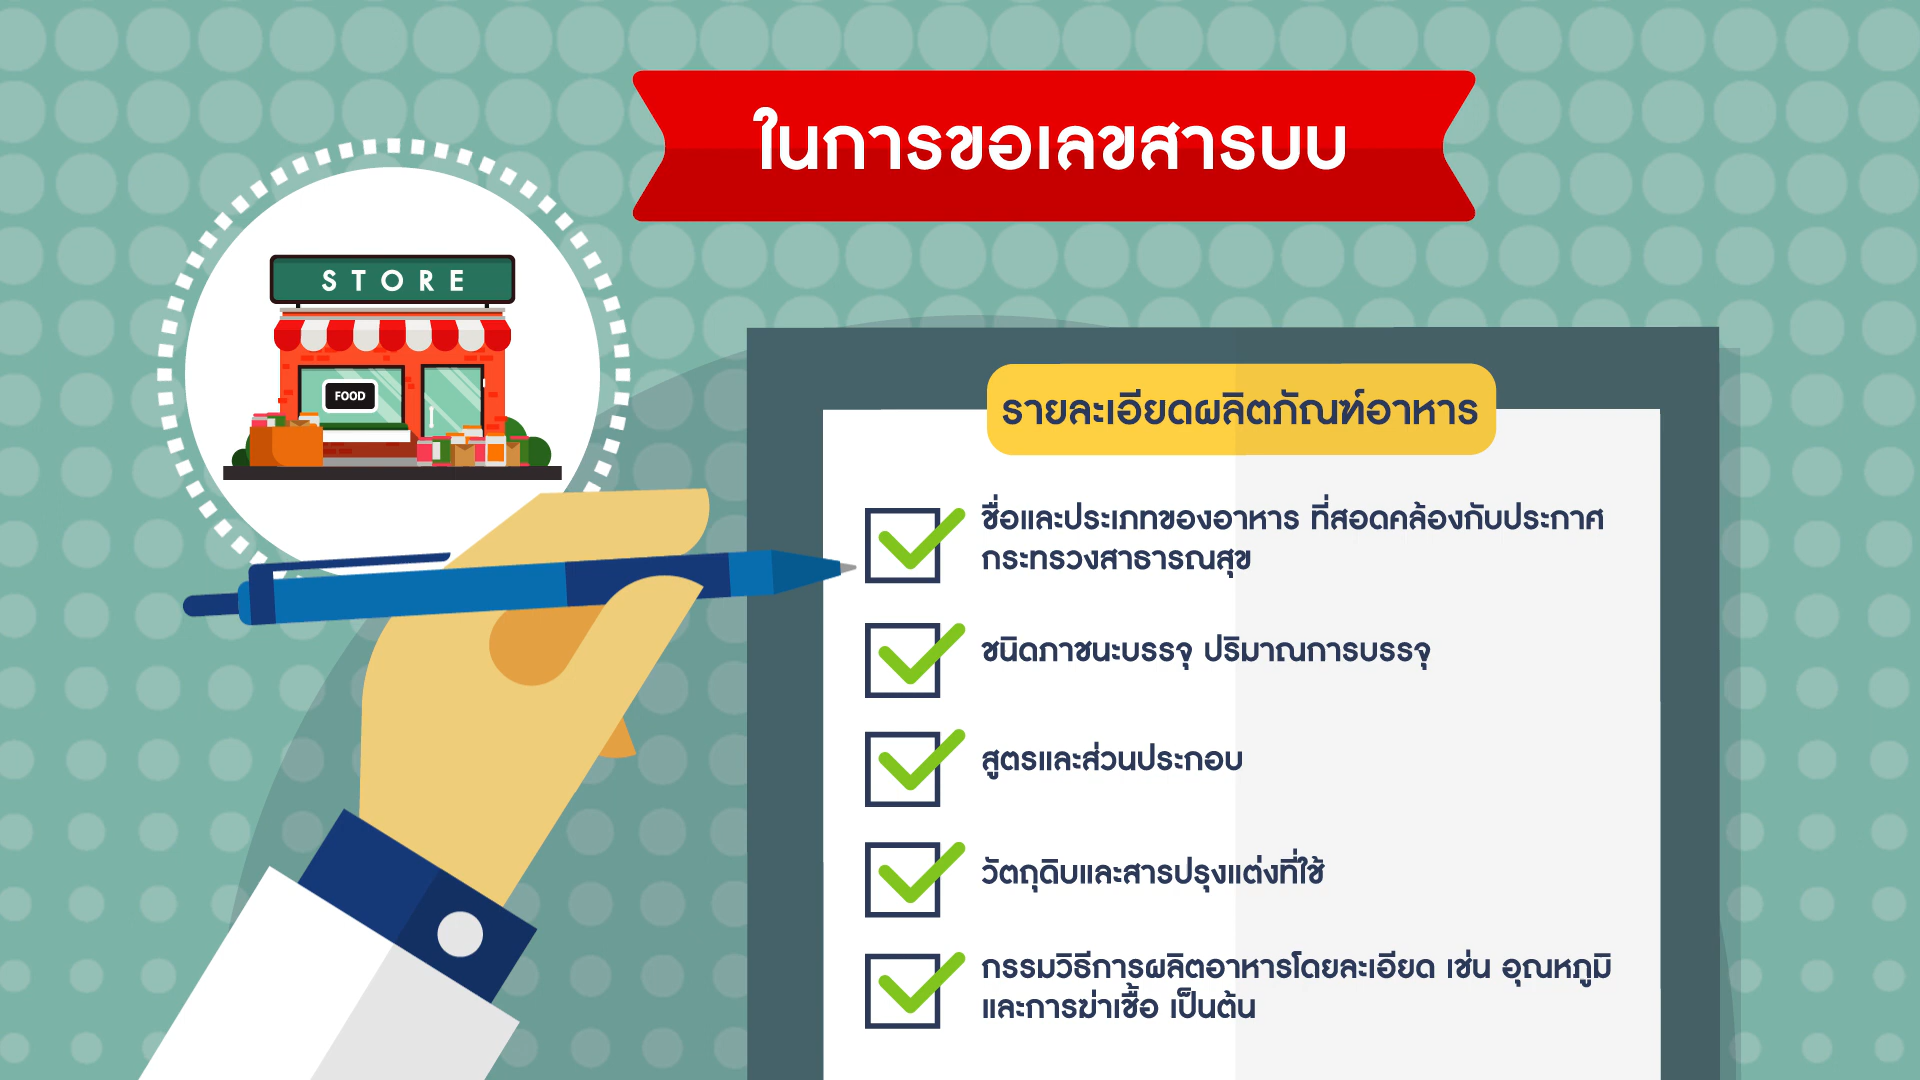 ในการขอเลขสารบบ
STORE
FOOD
รายละเอียดผลิตภัณฑ์อาหาร
ชื่อและประเภทของอาหาร ที่สอดคล้องกับประกาศ
กระทรวงสาธารณสุข
ชนิดภาชนะบรรจุ ปริมาณการบรรจุ
สูตรและส่วนประกอบ
วัตถุดิบและสารปรุงแต่งที่ใช้
กรรมวิธีการผลิตอาหารโดยละเอียด เช่น อุณหภูมิ
และการฆ่าเชื้อ เป็นต้น